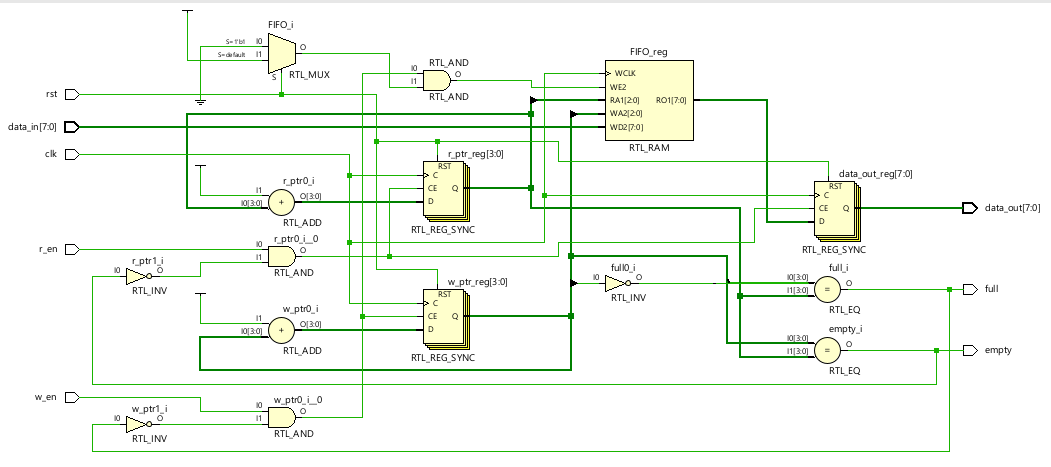 FIFO_i
S=1'b1 I0
S=default I1
O
S
RTL_MUX
RTL_AND
I0
I1
O
RTL_AND
FIFO_reg
WCLK
WE2
RA1[2:0]
RO1[7:0]
WA2[2:0]
WD2[7:0]
RTL_RAM
rst
data_in[7:0]
clk
r_ptr_reg[3:0]
RST
C
CE
Q
D
RTL_REG_SYNC
data_out_reg[7:0]
RST
C
CE
Q
D
RTL_REG_SYNC
data_out[7:0]
r_ptr0_i
I1
I0[3:0]
+
O[3:0]
RTL_ADD
r_en
r_ptr0_i__0
I0
I1
O
RTL_AND
r_ptr1_i
I0
O
RTL_INV
w_ptr_reg[3:0]
RST
C
CE
Q
D
RTL_REG_SYNC
full0_i
I0
O
RTL_INV
full_i
I0[3:0]
I1[3:0]
=
O
RTL_EQ
full
w_ptr0_i
I1
I0[3:0]
+
O[3:0]
RTL_ADD
empty_i
I0[3:0]
I1[3:0]
=
O
RTL_EQ
empty
w_en
w_ptr0_i__0
I0
I1
O
RTL_AND
w_ptr1_i
I0
O
RTL_INV